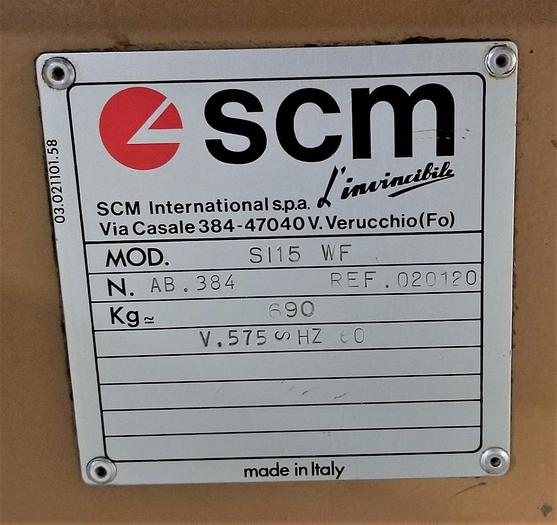 scm
L'invincibile
SCM International s.p.a.
Via Casale 384-47040 V. Verucchio (Fo)
MOD. SI15 WF
N. AB.384 REF.020120
Kg≃ 690
V.575 ∾ HZ 60
made in Italy
03.021101.58